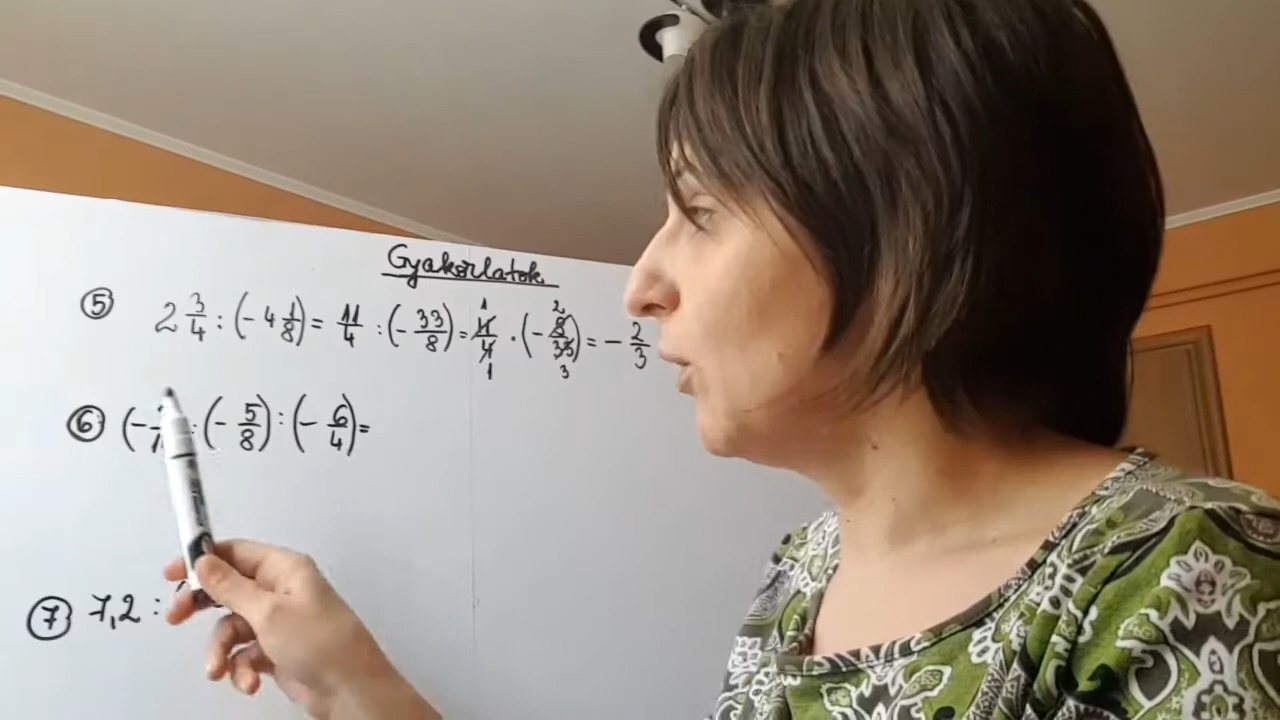 Gyakorlatok
⑤ 2 3/4 : (- 4 1/8) = 11/4 : (- 33/8) = 11/4 · (- 8/33) = - 2/3
⑥ (- : (- 5/8) : (- 6/4) =
⑦ 7,2 :